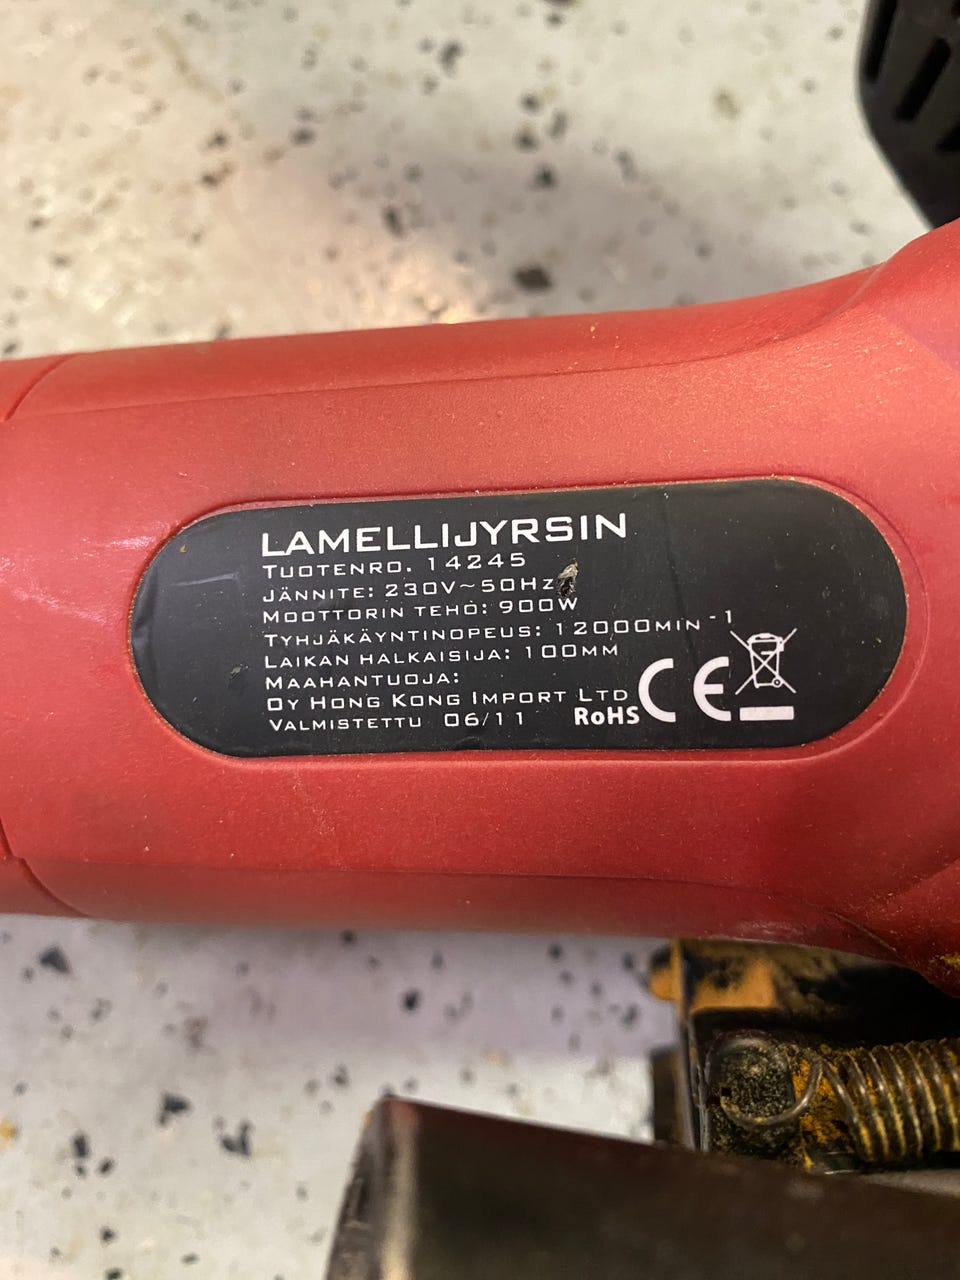 LAMELLIJYRSIN
TUOTENRO. 14245
JÄNNITE: 230V~50HZ
MOOTTORIN TEHO: 900W
TYHJÄKÄYNTINOPEUS: 12000MIN-1
LAIKAN HALKAISIJA: 100MM
MAAHANTUOJA:
OY HONG KONG IMPORT LTD
VALMISTETTU 06/11
RoHS CE